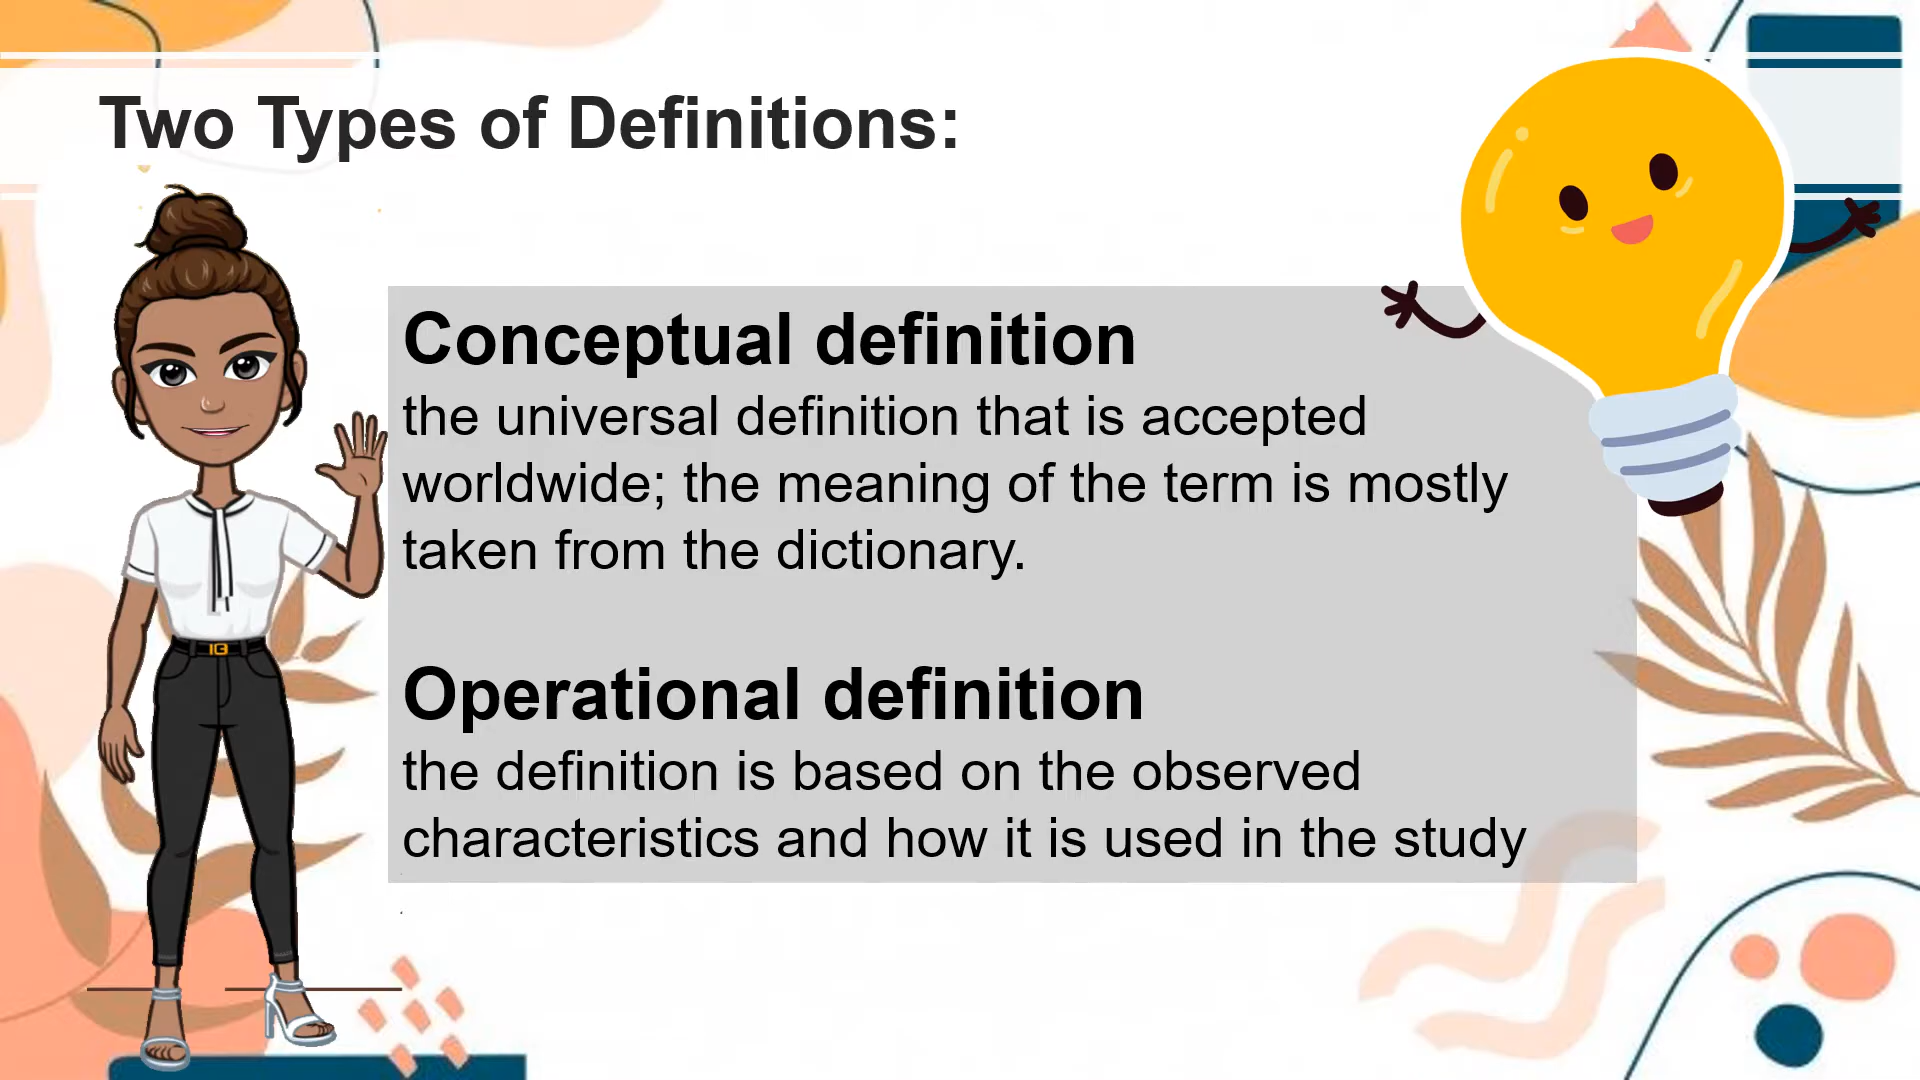 Two Types of Definitions:
Conceptual definition
the universal definition that is accepted
worldwide; the meaning of the term is mostly
taken from the dictionary.
Operational definition
the definition is based on the observed
characteristics and how it is used in the study